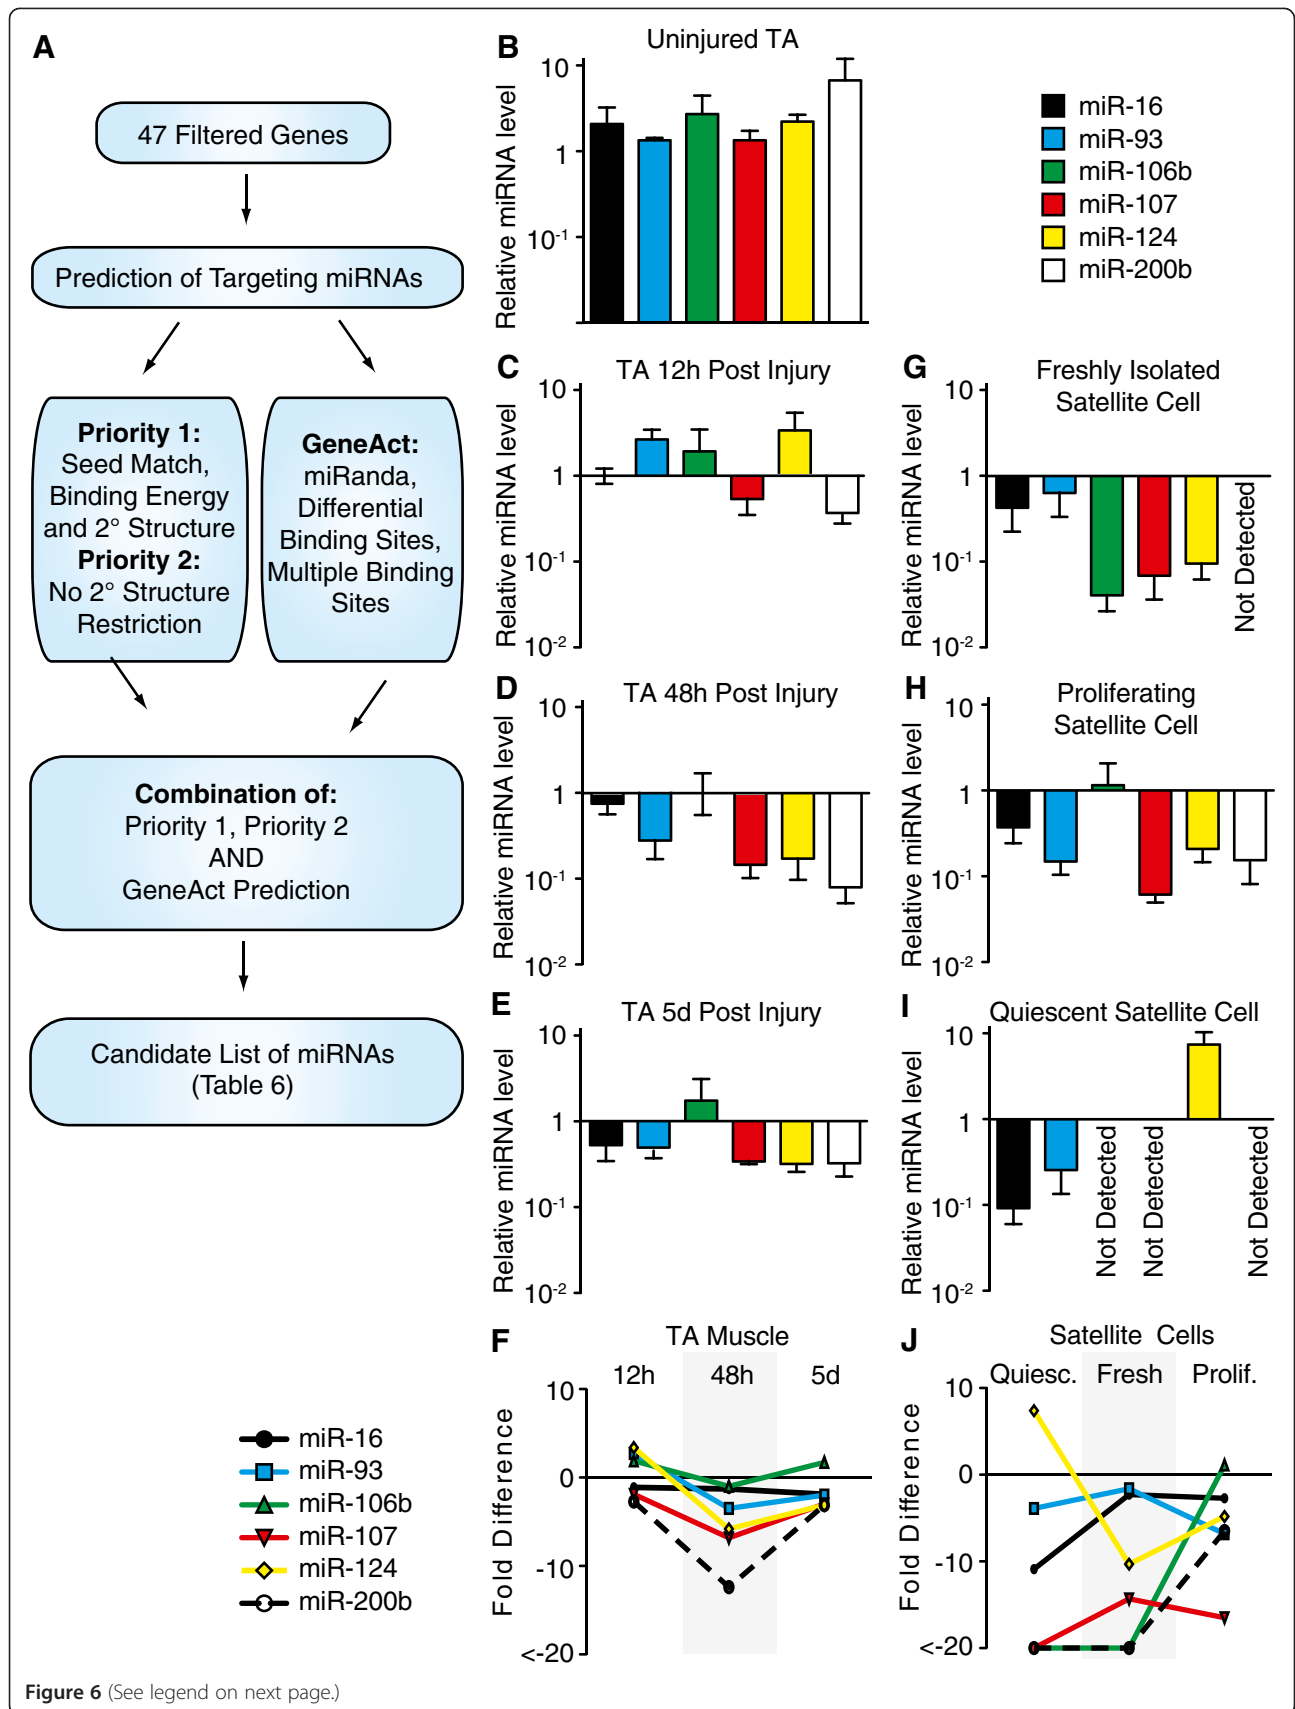 A
47 Filtered Genes
Prediction of Targeting miRNAs
Priority 1:
Seed Match,
Binding Energy
and 2° Structure
Priority 2:
No 2° Structure
Restriction
GeneAct:
miRanda,
Differential
Binding Sites,
Multiple Binding
Sites
Combination of:
Priority 1, Priority 2
AND
GeneAct Prediction
Candidate List of miRNAs
(Table 6)
B
Uninjured TA
Relative miRNA level
10
1
10-1
miR-16
miR-93
miR-106b
miR-107
miR-124
miR-200b
C
TA 12h Post Injury
Relative miRNA level
10
1
10-1
10-2
D
TA 48h Post Injury
Relative miRNA level
10
1
10-1
10-2
E
TA 5d Post Injury
Relative miRNA level
10
1
10-1
10-2
F
TA Muscle
12h 48h 5d
Fold Difference
10
0
-10
<-20
G
Freshly Isolated
Satellite Cell
Relative miRNA level
10
1
10-1
10-2
Not Detected
H
Proliferating
Satellite Cell
Relative miRNA level
10
1
10-1
10-2
I
Quiescent Satellite Cell
Relative miRNA level
10
1
10-1
10-2
Not Detected
Not Detected
Not Detected
J
Satellite Cells
Quiesc. Fresh Prolif.
Fold Difference
10
0
-10
<-20
miR-16
miR-93
miR-106b
miR-107
miR-124
miR-200b
Figure 6 (See legend on next page.)